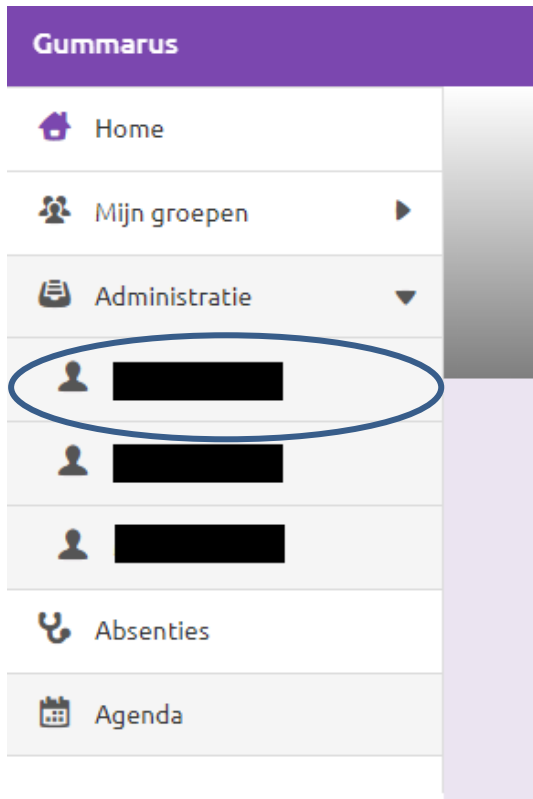 Gummarus
Home
Mijn groepen
Administratie
Absenties
Agenda